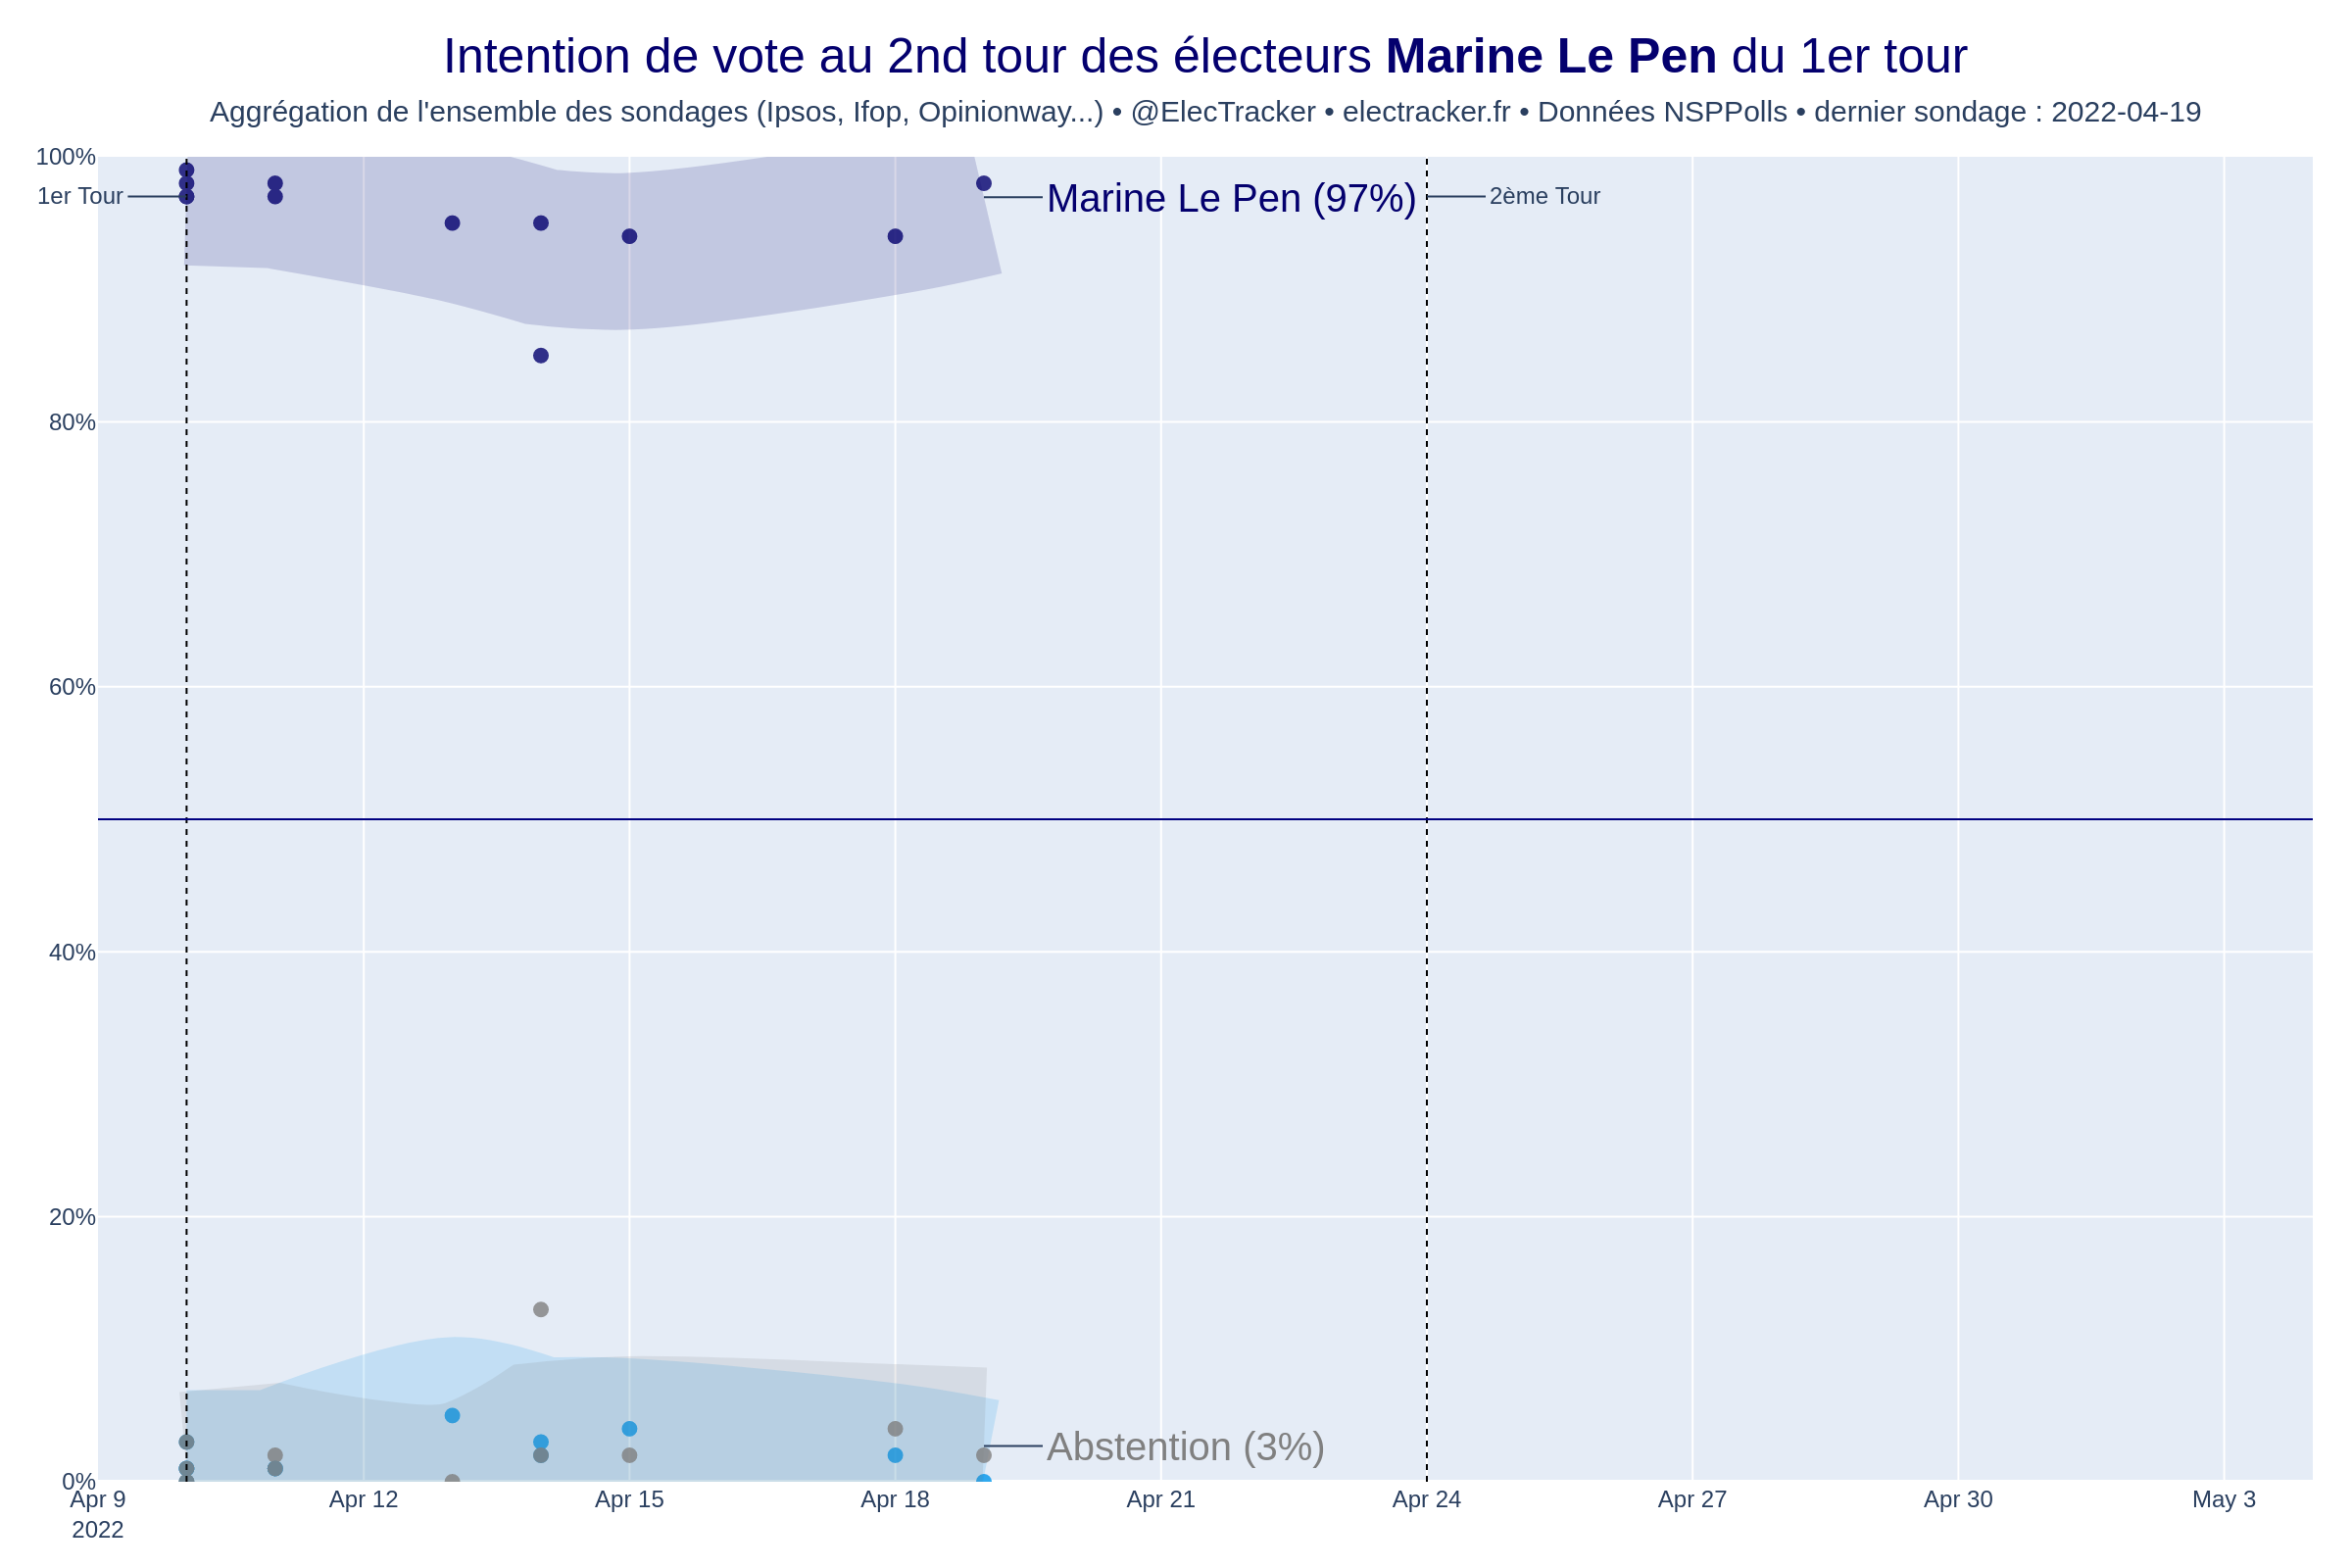 Intention de vote au 2nd tour des électeurs Marine Le Pen du 1er tour
Aggrégation de l'ensemble des sondages (Ipsos, Ifop, Opinionway...) • @ElecTracker • electracker.fr • Données NSPPolls • dernier sondage : 2022-04-19
100%
1er Tour
Marine Le Pen (97%)
2ème Tour
80%
60%
40%
20%
Abstention (3%)
0%
Apr 9
2022
Apr 12
Apr 15
Apr 18
Apr 21
Apr 24
Apr 27
Apr 30
May 3